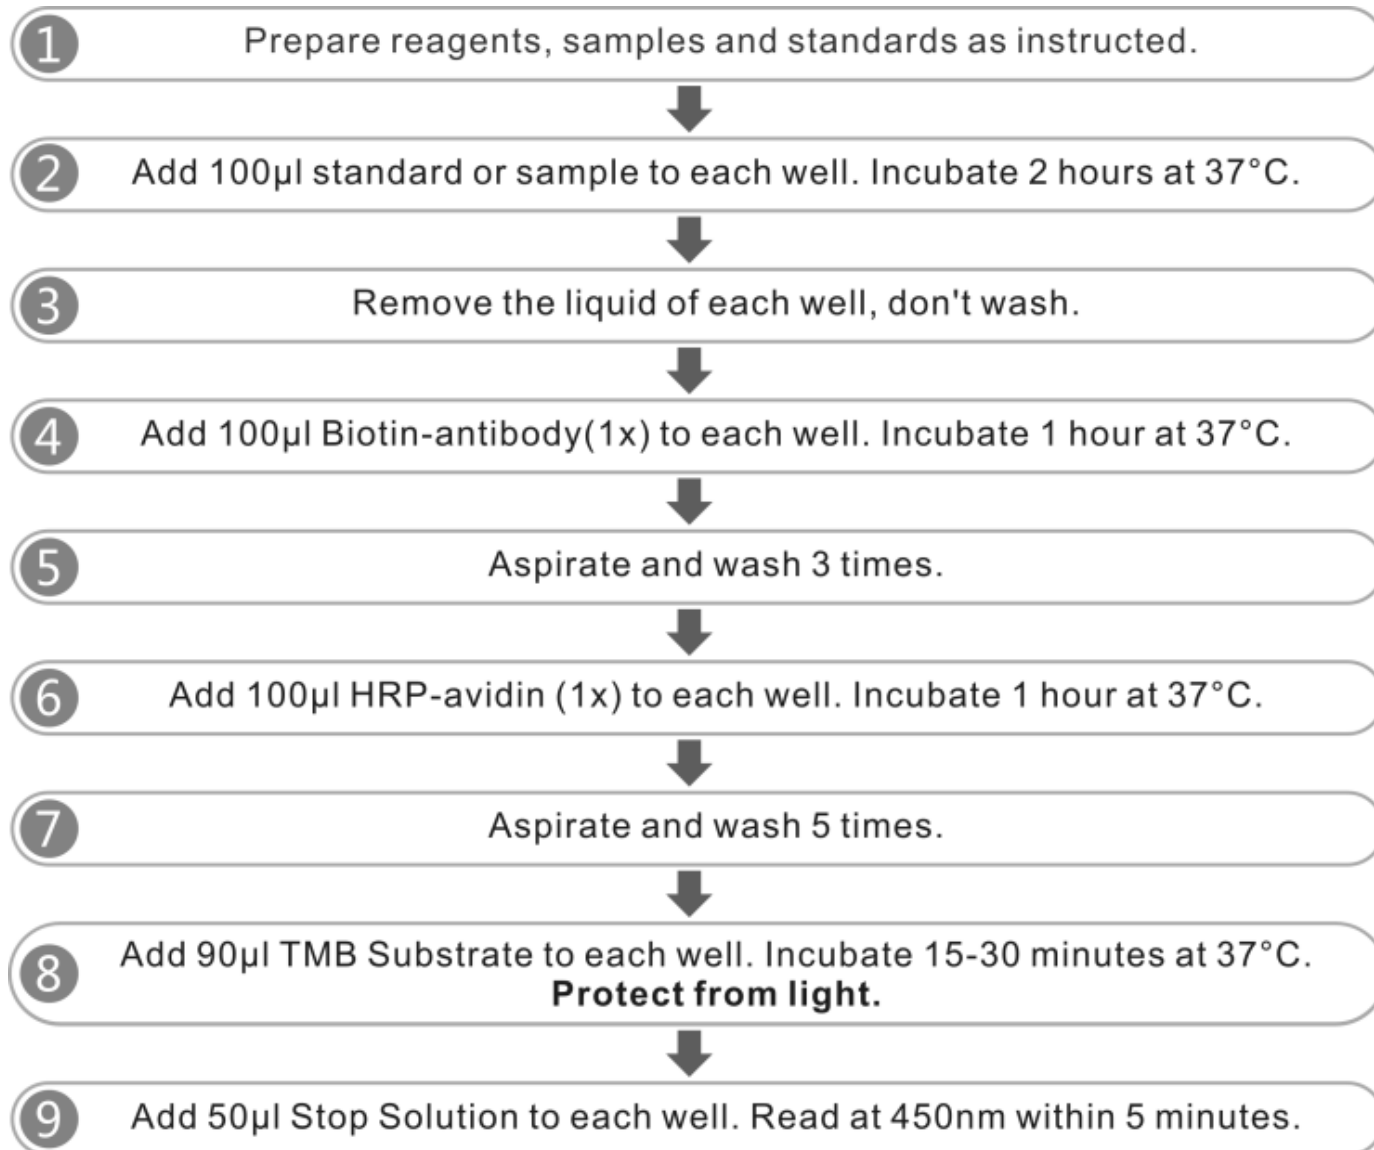 1 Prepare reagents, samples and standards as instructed.
2 Add 100µl standard or sample to each well. Incubate 2 hours at 37°C.
3 Remove the liquid of each well, don't wash.
4 Add 100µl Biotin-antibody(1x) to each well. Incubate 1 hour at 37°C.
5 Aspirate and wash 3 times.
6 Add 100µl HRP-avidin (1x) to each well. Incubate 1 hour at 37°C.
7 Aspirate and wash 5 times.
8 Add 90µl TMB Substrate to each well. Incubate 15-30 minutes at 37°C.
Protect from light.
9 Add 50µl Stop Solution to each well. Read at 450nm within 5 minutes.